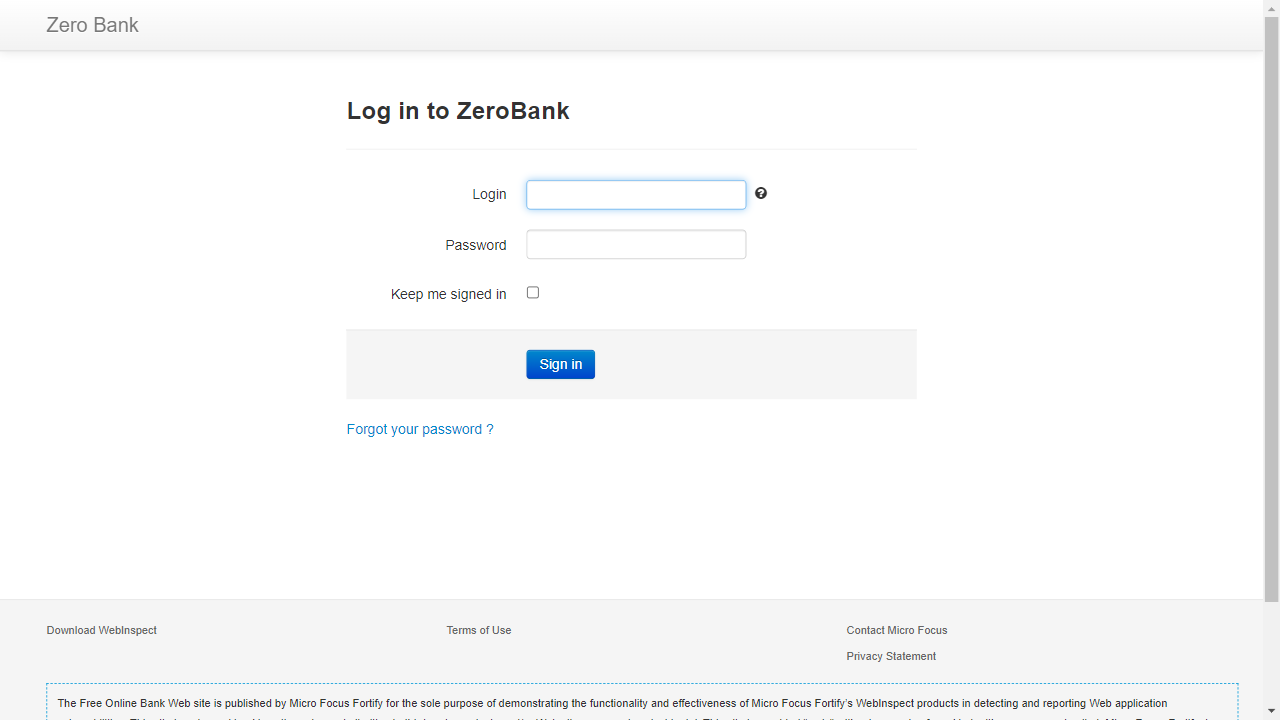 Zero Bank
Log in to ZeroBank
Login
Password
Keep me signed in
Sign in
Forgot your password ?
Download WebInspect
Terms of Use
Contact Micro Focus
Privacy Statement
The Free Online Bank Web site is published by Micro Focus Fortify for the sole purpose of demonstrating the functionality and effectiveness of Micro Focus Fortify's WebInspect products in detecting and reporting Web application